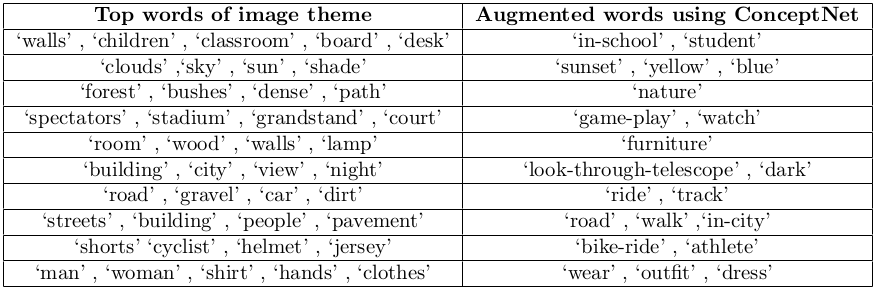 Top words of image theme Augmented words using ConceptNet
‘walls’ , ‘children’ , ‘classroom’ , ‘board’ , ‘desk’ ‘in-school’ , ‘student’
‘clouds’ ,‘sky’ , ‘sun’ , ‘shade’ ‘sunset’ , ‘yellow’ , ‘blue’
‘forest’ , ‘bushes’ , ‘dense’ , ‘path’ ‘nature’
‘spectators’ , ‘stadium’ , ‘grandstand’ , ‘court’ ‘game-play’ , ‘watch’
‘room’ , ‘wood’ , ‘walls’ , ‘lamp’ ‘furniture’
‘building’ , ‘city’ , ‘view’ , ‘night’ ‘look-through-telescope’ , ‘dark’
‘road’ , ‘gravel’ , ‘car’ , ‘dirt’ ‘ride’ , ‘track’
‘streets’ , ‘building’ , ‘people’ , ‘pavement’ ‘road’ , ‘walk’ ,‘in-city’
‘shorts’ ‘cyclist’ , ‘helmet’ , ‘jersey’ ‘bike-ride’ , ‘athlete’
‘man’ , ‘woman’ , ‘shirt’ , ‘hands’ , ‘clothes’ ‘wear’ , ‘outfit’ , ‘dress’